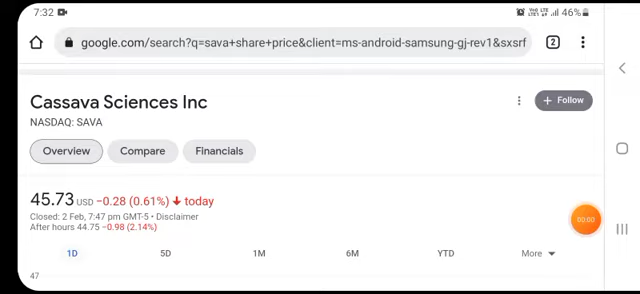 7:32 46%
google.com/search?q=sava+share+price&client=ms-android-samsung-gj-rev1&sxsrf 2
Cassava Sciences Inc
+ Follow
NASDAQ: SAVA
Overview Compare Financials
45.73 USD −0.28 (0.61%) today
Closed: 2 Feb, 7:47 pm GMT-5 • Disclaimer
After hours 44.75 −0.98 (2.14%)
00:00
1D 5D 1M 6M YTD More
47